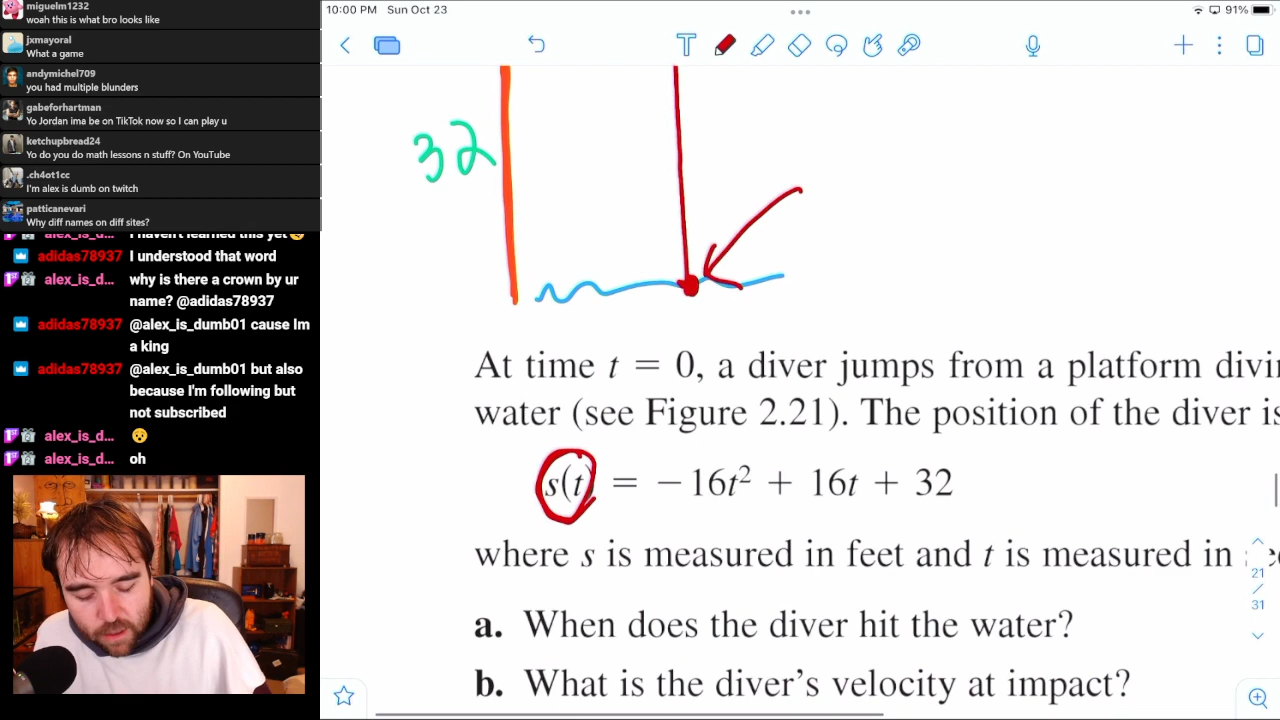 miguelm1232
woah this is what bro looks like
jxmayoral
What a game
andymichel709
you had multiple blunders
gabeforhartman
Yo Jordan ima be on TikTok now so I can play u
ketchupbread24
Yo do you do math lessons n stuff? On YouTube
.ch4ot1cc
I'm alex is dumb on twitch
patticanevari
Why diff names on diff sites?
alex_is_d... I haven't learned this yet
adidas78937 I understood that word
alex_is_d... why is there a crown by ur
name? @adidas78937
adidas78937 @alex_is_dumb01 cause Im
a king
adidas78937 @alex_is_dumb01 but also
because I'm following but
not subscribed
alex_is_d... 😯
alex_is_d... oh
10:00 PM Sun Oct 23
91%
32
At time t = 0, a diver jumps from a platform
water (see Figure 2.21). The position of the diver is
s(t) = −16t² + 16t + 32
where s is measured in feet and t is measured in
a. When does the diver hit the water?
b. What is the diver's velocity at impact?
21
/
31